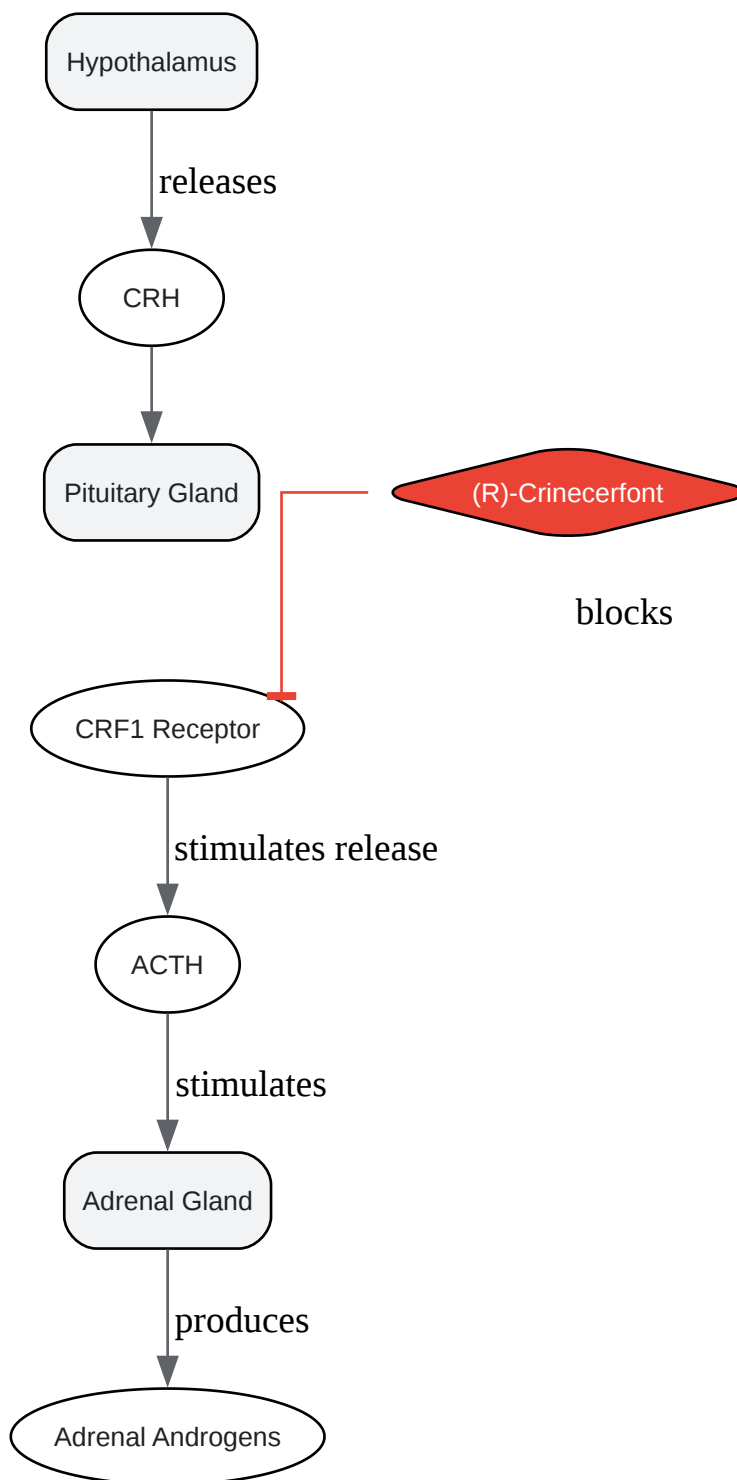 Hypothalamus
releases
CRH
Pituitary Gland
(R)-Crinecerfont
blocks
CRF1 Receptor
stimulates release
ACTH
stimulates
Adrenal Gland
produces
Adrenal Androgens